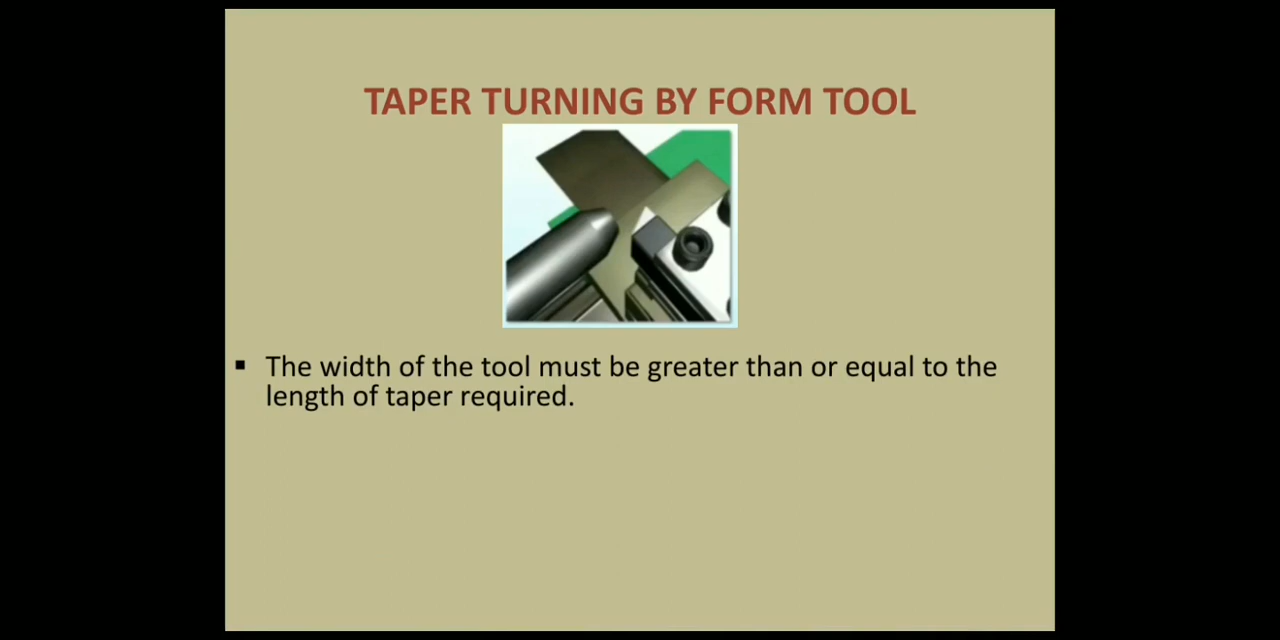 TAPER TURNING BY FORM TOOL
▪ The width of the tool must be greater than or equal to the
length of taper required.